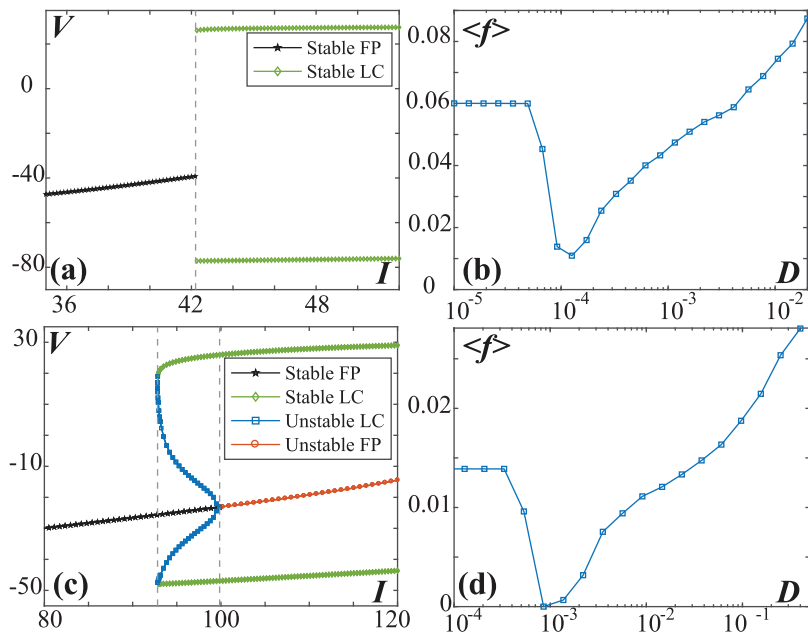 V
0
-40
-80
(a)
I
36
42
48
Stable FP
Stable LC
<f>
0.08
0.06
0.04
0.02
0
(b)
D
10-5
10-4
10-3
10-2
V
30
-10
-50
(c)
I
80
100
120
Stable FP
Stable LC
Unstable LC
Unstable FP
<f>
0.02
0.01
0
(d)
D
10-4
10-3
10-2
10-1